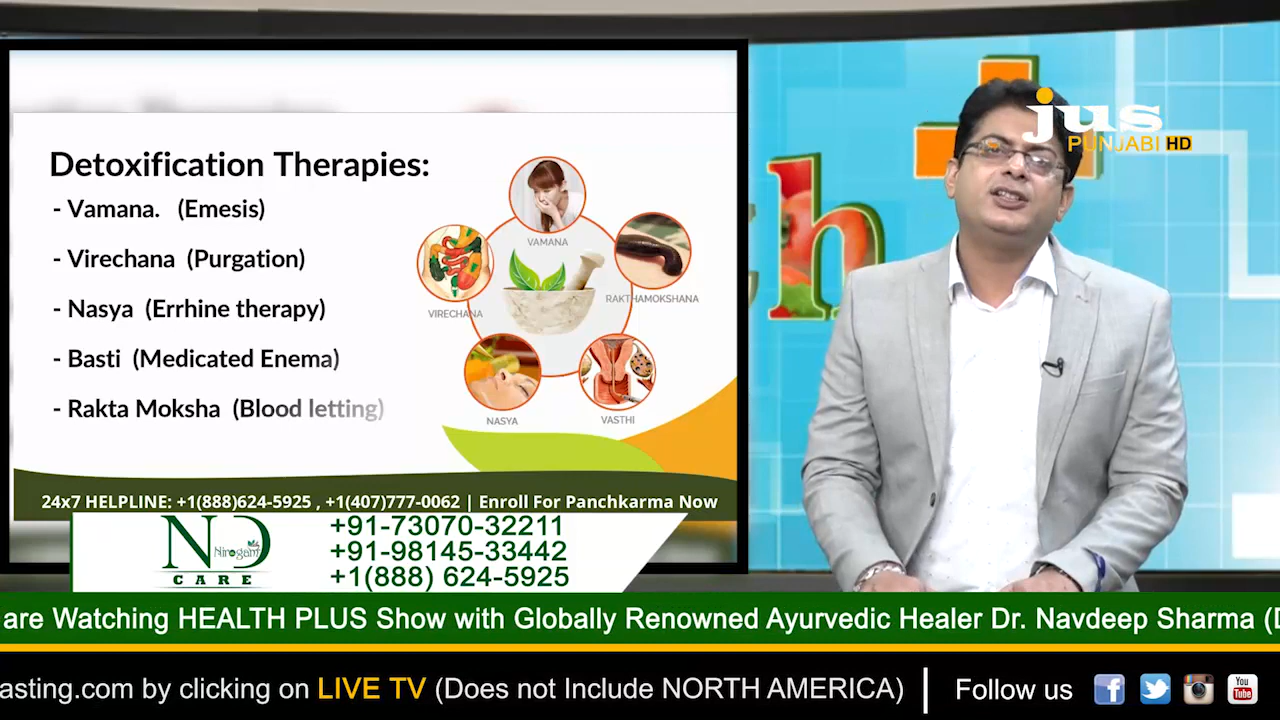 Detoxification Therapies:
- Vamana. (Emesis)
- Virechana (Purgation)
- Nasya (Errhine therapy)
- Basti (Medicated Enema)
- Rakta Moksha (Blood letting)
VAMANA
RAKTHAMOKSHANA
VIRECHANA
NASYA
VASTHI
24x7 HELPLINE: +1(888)624-5925 , +1(407)777-0062 | Enroll For Panchkarma Now
ND
Nirogam
CARE
+91-73070-32211
+91-98145-33442
+1(888) 624-5925
jus
PUNJABI HD
th
are Watching HEALTH PLUS Show with Globally Renowned Ayurvedic Healer Dr. Navdeep Sharma (D
asting.com by clicking on LIVE TV (Does not Include NORTH AMERICA) | Follow us
You
Tube